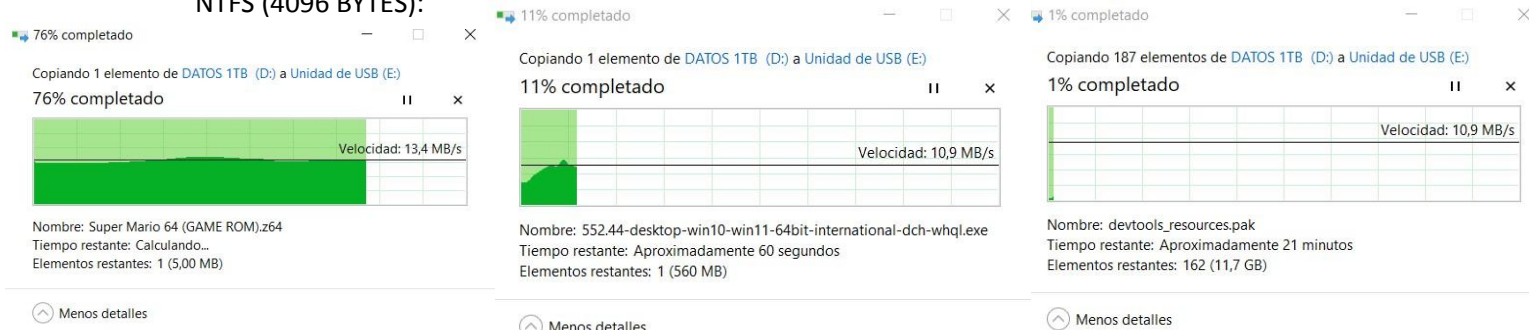 NTFS (4096 BYTES):
76% completado
Copiando 1 elemento de DATOS 1TB (D:) a Unidad de USB (E:)
76% completado
Velocidad: 13,4 MB/s
Nombre: Super Mario 64 (GAME ROM).z64
Tiempo restante: Calculando...
Elementos restantes: 1 (5,00 MB)
Menos detalles
11% completado
Copiando 1 elemento de DATOS 1TB (D:) a Unidad de USB (E:)
11% completado
Velocidad: 10,9 MB/s
Nombre: 552.44-desktop-win10-win11-64bit-international-dch-whql.exe
Tiempo restante: Aproximadamente 60 segundos
Elementos restantes: 1 (560 MB)
Menos detalles
1% completado
Copiando 187 elementos de DATOS 1TB (D:) a Unidad de USB (E:)
1% completado
Velocidad: 10,9 MB/s
Nombre: devtools_resources.pak
Tiempo restante: Aproximadamente 21 minutos
Elementos restantes: 162 (11,7 GB)
Menos detalles